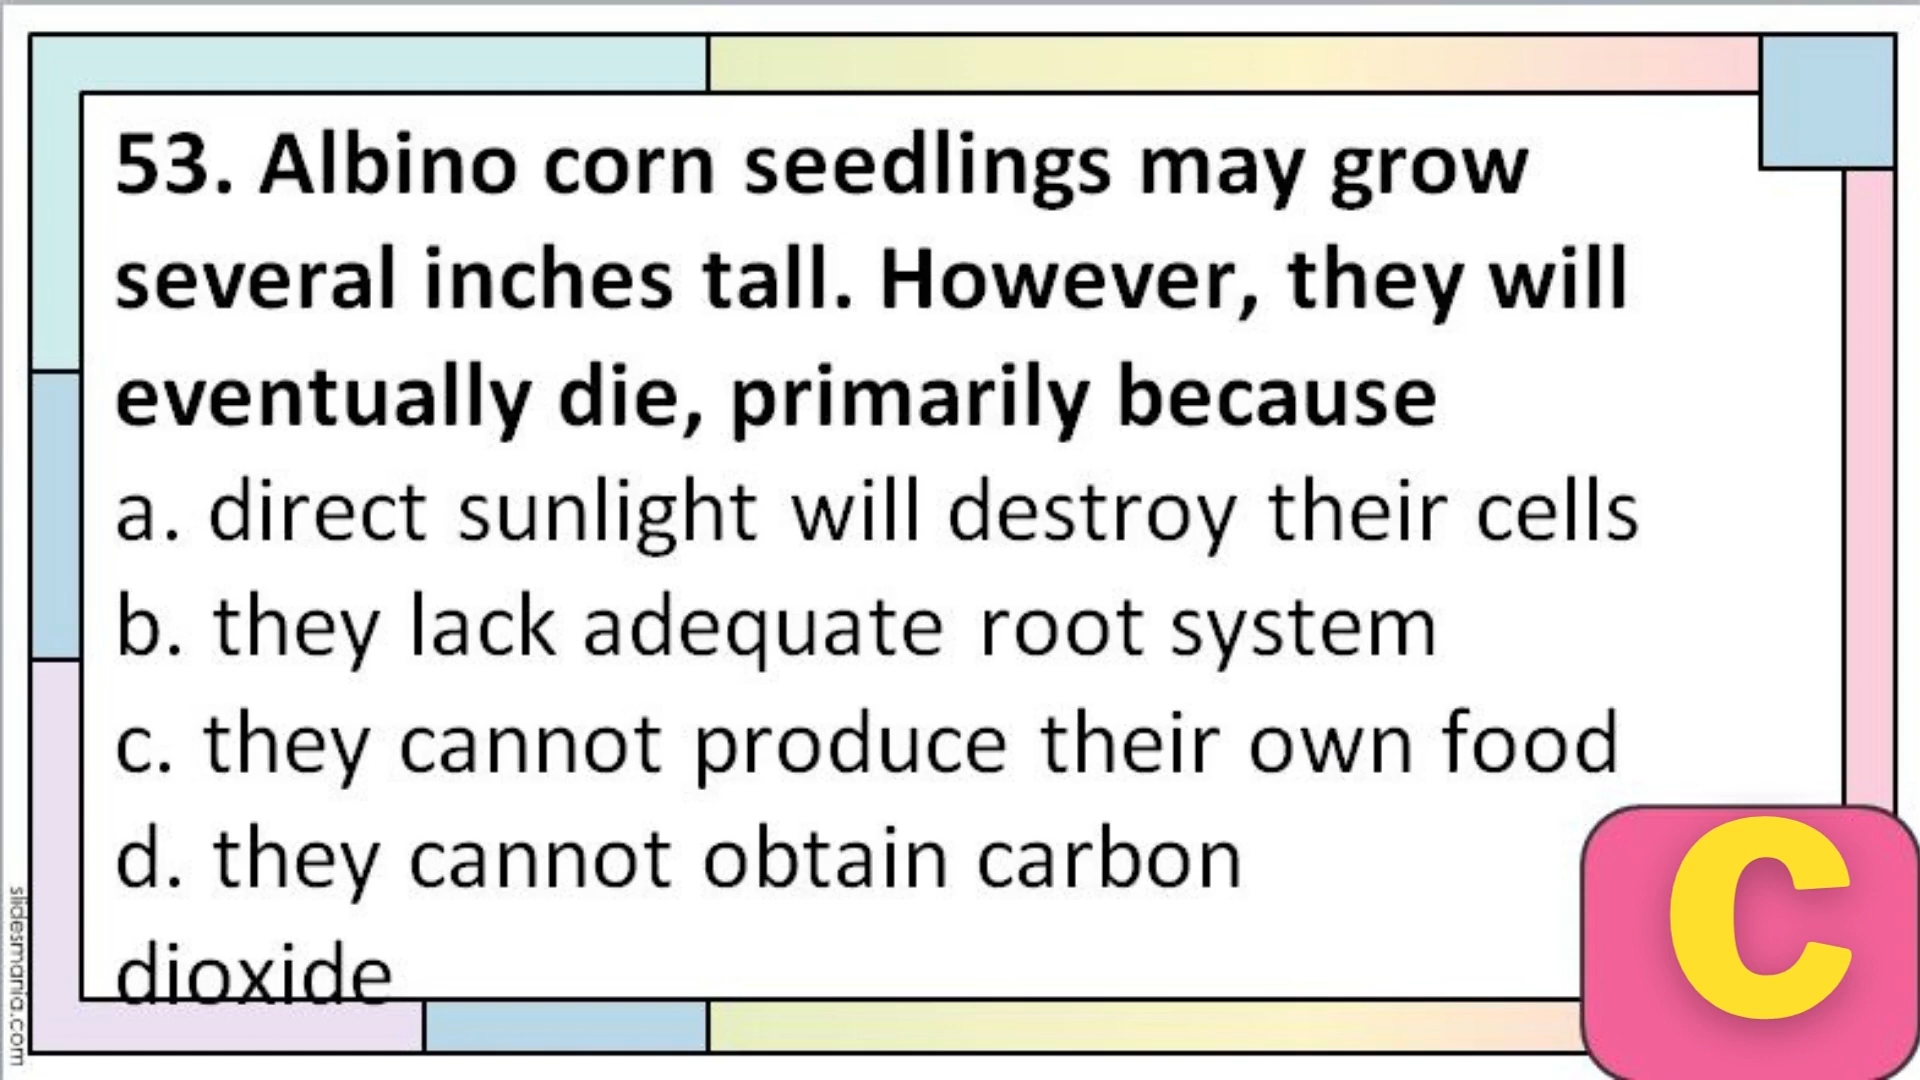 53. Albino corn seedlings may grow
several inches tall. However, they will
eventually die, primarily because
a. direct sunlight will destroy their cells
b. they lack adequate root system
c. they cannot produce their own food
d. they cannot obtain carbon
dioxide
C
slidesmania.com